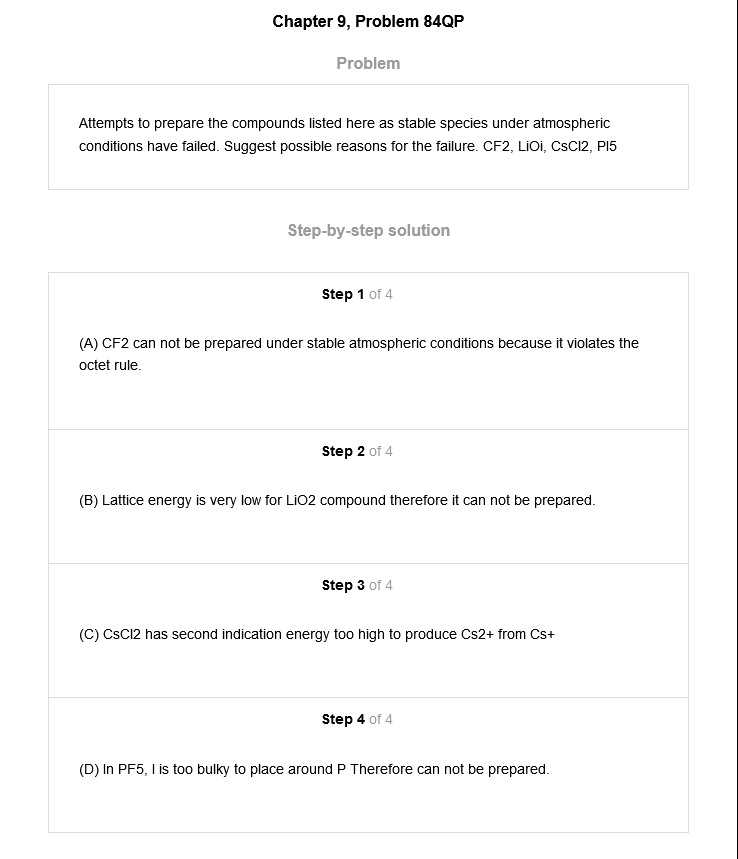 Chapter 9, Problem 84QP
Problem
Attempts to prepare the compounds listed here as stable species under atmospheric
conditions have failed. Suggest possible reasons for the failure. CF2, LiOi, CsCl2, PI5
Step-by-step solution
Step 1 of 4
(A) CF2 can not be prepared under stable atmospheric conditions because it violates the
octet rule.
Step 2 of 4
(B) Lattice energy is very low for LiO2 compound therefore it can not be prepared.
Step 3 of 4
(C) CsCl2 has second indication energy too high to produce Cs2+ from Cs+
Step 4 of 4
(D) In PF5, I is too bulky to place around P Therefore can not be prepared.